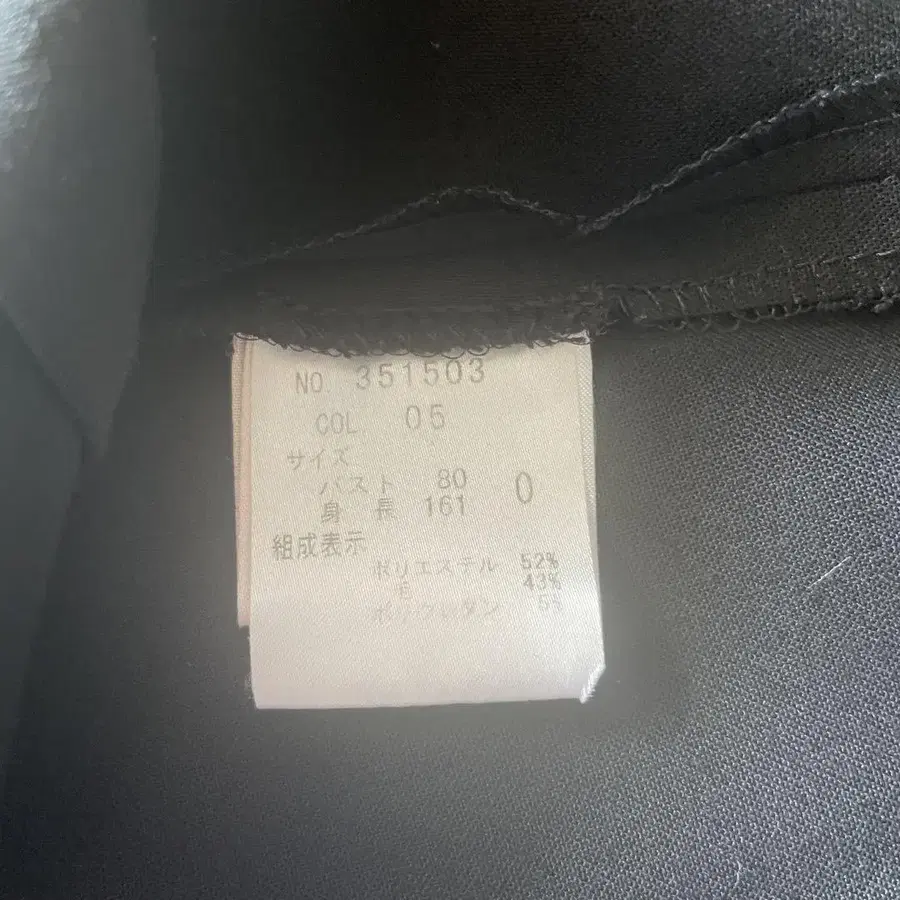 NO. 351503
COL. 05
サイズ
バスト 80 0
身 長 161
組成表示
ポリエステル 52%
毛 43%
ポリウレタン 5%